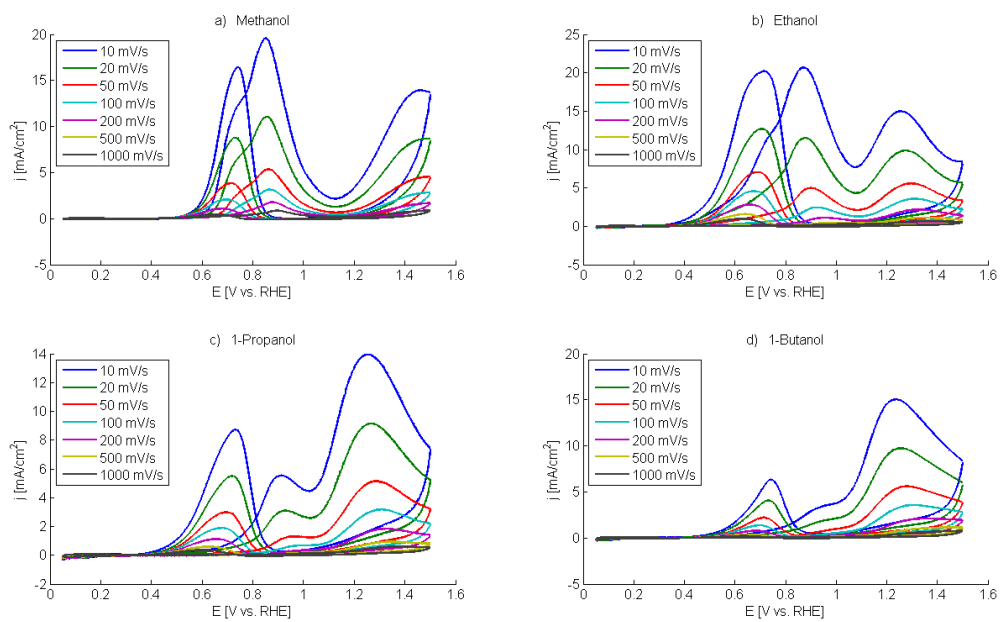 a) Methanol
20
15
10
5
0
-5
j [mA/cm²]
10 mV/s
20 mV/s
50 mV/s
100 mV/s
200 mV/s
500 mV/s
1000 mV/s
0 0.2 0.4 0.6 0.8 1 1.2 1.4 1.6
E [V vs. RHE]
b) Ethanol
30
25
20
15
10
5
0
-5
j [mA/cm²]
10 mV/s
20 mV/s
50 mV/s
100 mV/s
200 mV/s
500 mV/s
1000 mV/s
0 0.2 0.4 0.6 0.8 1 1.2 1.4 1.6
E [V vs. RHE]
c) 1-Propanol
14
12
10
8
6
4
2
0
-2
j [mA/cm²]
10 mV/s
20 mV/s
50 mV/s
100 mV/s
200 mV/s
500 mV/s
1000 mV/s
0 0.2 0.4 0.6 0.8 1 1.2 1.4 1.6
E [V vs. RHE]
d) 1-Butanol
20
15
10
5
0
-5
j [mA/cm²]
10 mV/s
20 mV/s
50 mV/s
100 mV/s
200 mV/s
500 mV/s
1000 mV/s
0 0.2 0.4 0.6 0.8 1 1.2 1.4 1.6
E [V vs. RHE]